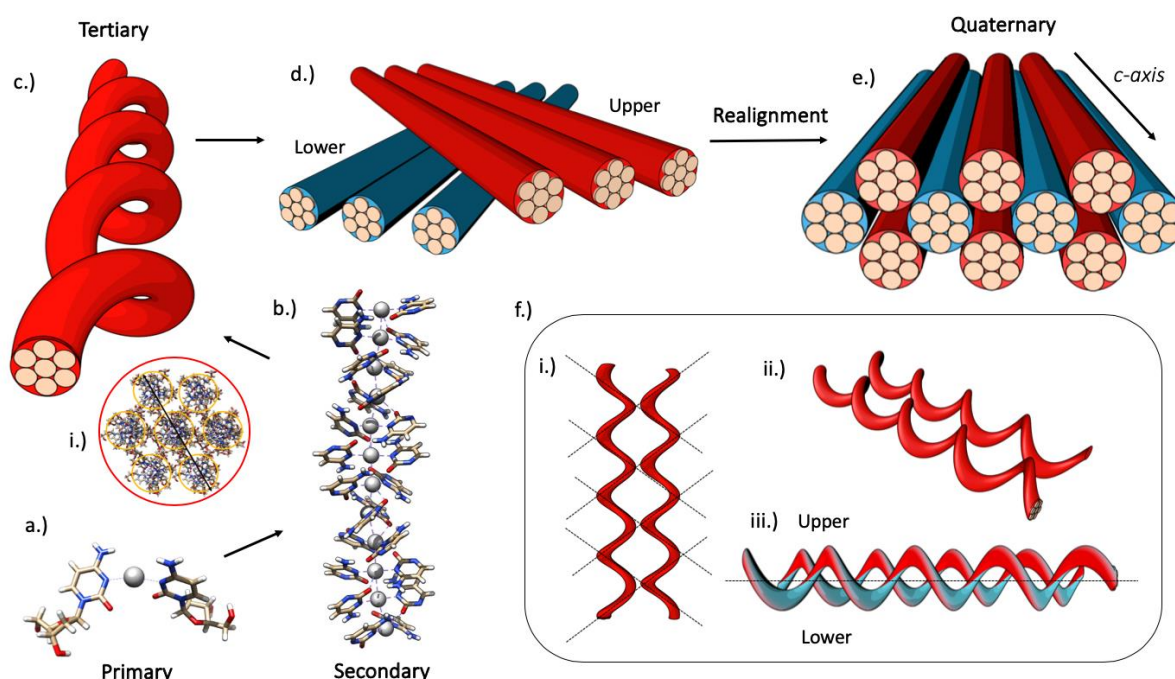 Tertiary
c.)
d.)
Lower
Upper
Realignment
Quaternary
e.)
c-axis
i.)
a.)
Primary
b.)
Secondary
f.)
i.)
ii.)
iii.)
Upper
Lower